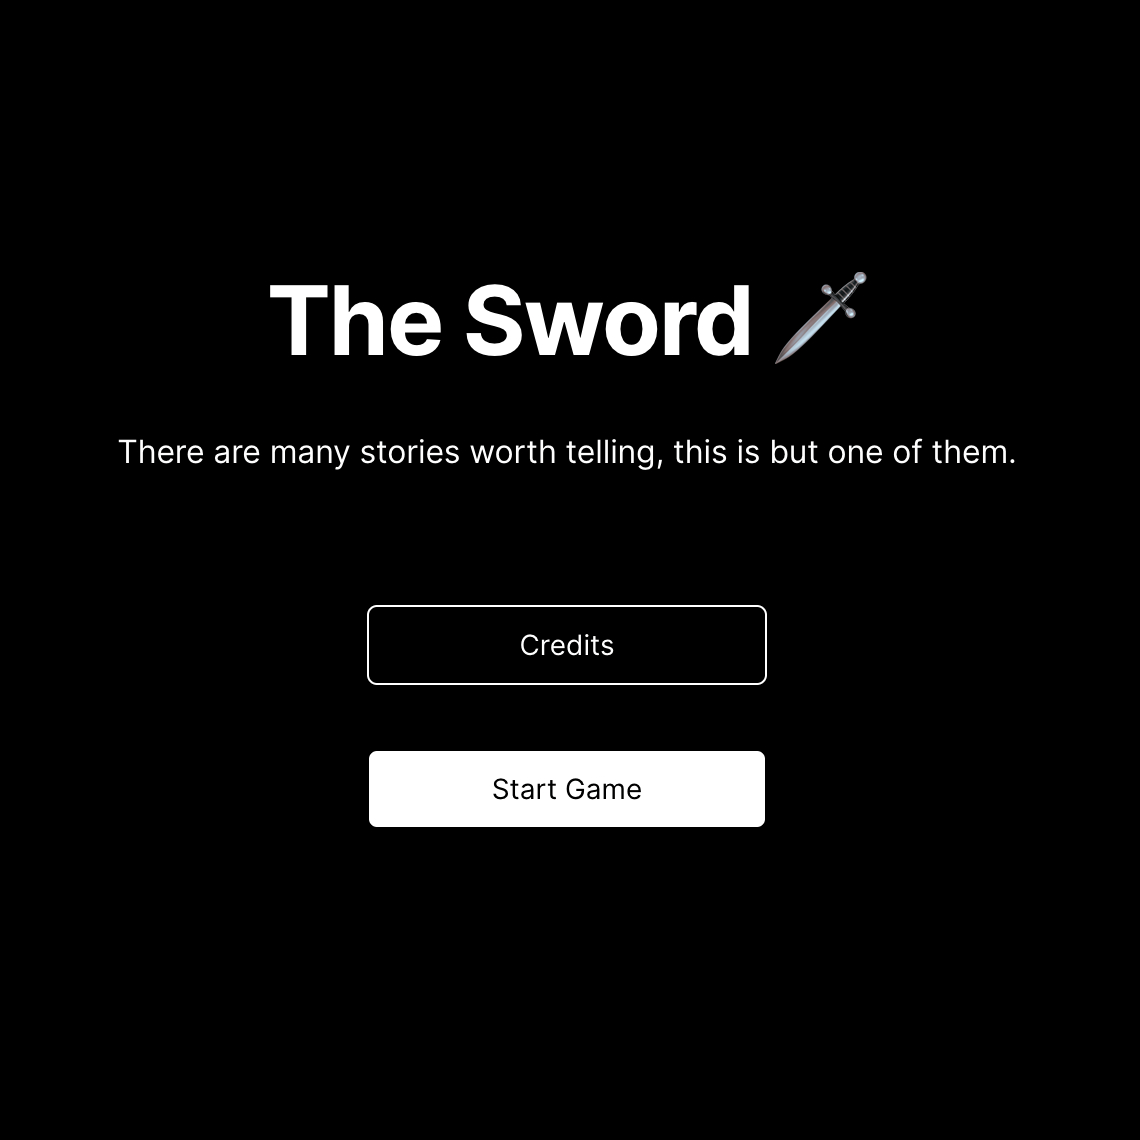 The Sword 🗡️
There are many stories worth telling, this is but one of them.
Credits
Start Game